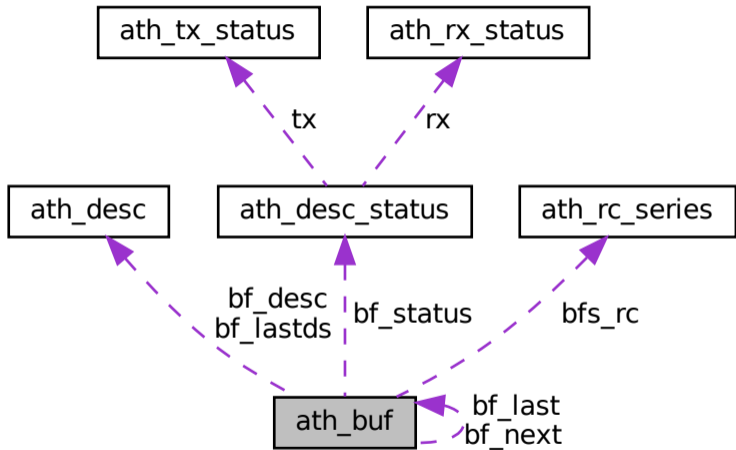 ath_tx_status
ath_rx_status
tx
rx
ath_desc
ath_desc_status
ath_rc_series
bf_desc
bf_lastds
bf_status
bfs_rc
ath_buf
bf_last
bf_next